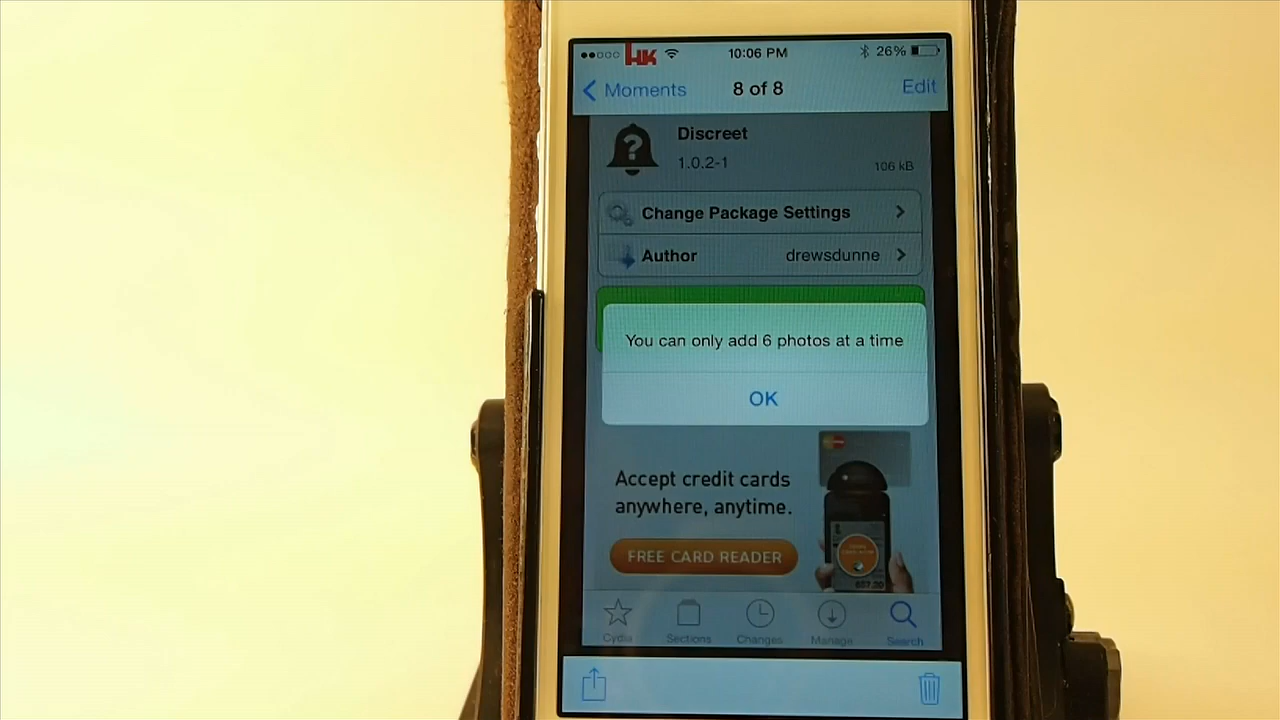 HK
10:06 PM
26%
Moments
8 of 8
Edit
Discreet
1.0.2-1
106 kB
Change Package Settings
Author
drewsdunne
You can only add 6 photos at a time
OK
Accept credit cards
anywhere, anytime.
FREE CARD READER
Cydia
Sections
Changes
Manage
Search